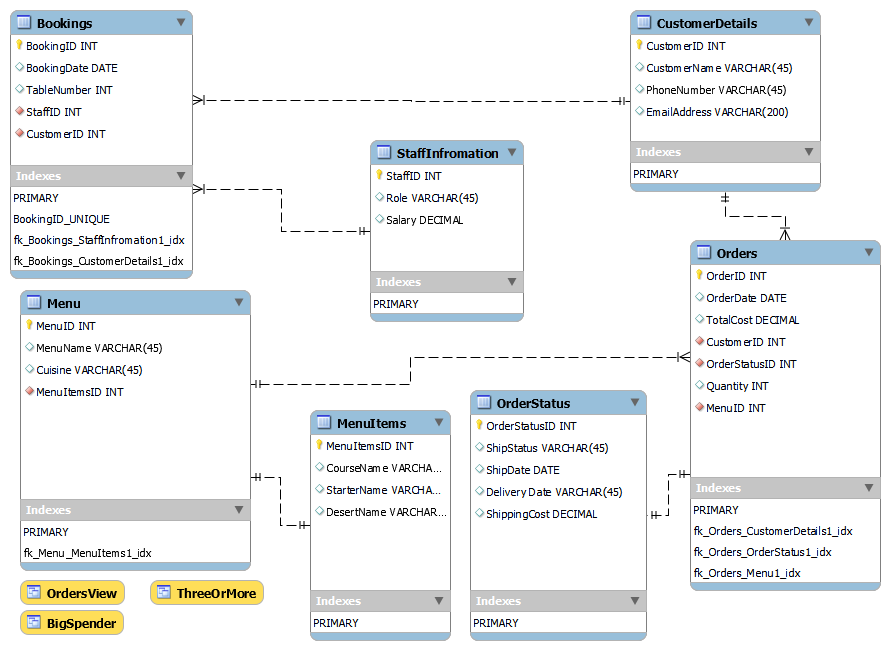 Bookings
BookingID INT
BookingDate DATE
TableNumber INT
StaffID INT
CustomerID INT
Indexes
PRIMARY
BookingID_UNIQUE
fk_Bookings_StaffInfromation1_idx
fk_Bookings_CustomerDetails1_idx
CustomerDetails
CustomerID INT
CustomerName VARCHAR(45)
PhoneNumber VARCHAR(45)
EmailAddress VARCHAR(200)
Indexes
PRIMARY
StaffInfromation
StaffID INT
Role VARCHAR(45)
Salary DECIMAL
Indexes
PRIMARY
Orders
OrderID INT
OrderDate DATE
TotalCost DECIMAL
CustomerID INT
OrderStatusID INT
Quantity INT
MenuID INT
Indexes
PRIMARY
fk_Orders_CustomerDetails1_idx
fk_Orders_OrderStatus1_idx
fk_Orders_Menu1_idx
Menu
MenuID INT
MenuName VARCHAR(45)
Cuisine VARCHAR(45)
MenuItemsID INT
Indexes
PRIMARY
fk_Menu_MenuItems1_idx
MenuItems
MenuItemsID INT
CourseName VARCHA...
StarterName VARCHA...
DesertName VARCHAR...
Indexes
PRIMARY
OrderStatus
OrderStatusID INT
ShipStatus VARCHAR(45)
ShipDate DATE
Delivery Date VARCHAR(45)
ShippingCost DECIMAL
Indexes
PRIMARY
OrdersView
ThreeOrMore
BigSpender